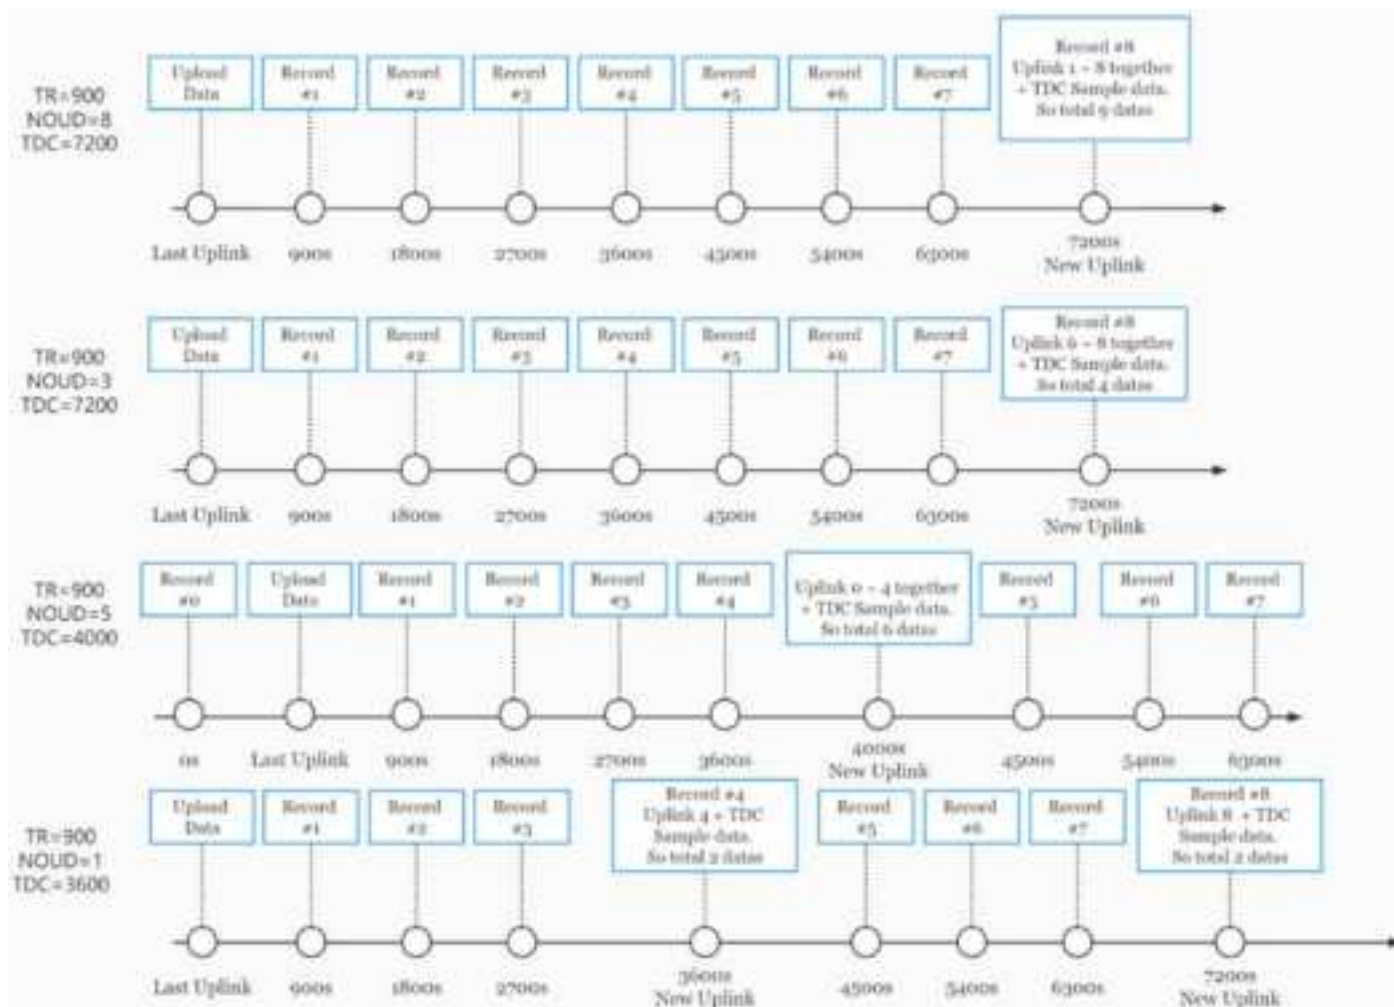 TR=900
NOUD=8
TDC=7200
Upload
Data
Record
#1
Record
#2
Record
#3
Record
#4
Record
#5
Record
#6
Record
#7
Record #8
Uplink 1 ~ 8 together
+ TDC Sample data.
So total 9 datas
Last Uplink
900s
1800s
2700s
3600s
4500s
5400s
6300s
7200s
New Uplink
TR=900
NOUD=3
TDC=7200
Upload
Data
Record
#1
Record
#2
Record
#3
Record
#4
Record
#5
Record
#6
Record
#7
Record #8
Uplink 6 ~ 8 together
+ TDC Sample data.
So total 4 datas
Last Uplink
900s
1800s
2700s
3600s
4500s
5400s
6300s
7200s
New Uplink
TR=900
NOUD=5
TDC=4000
Record
#0
Upload
Data
Record
#1
Record
#2
Record
#3
Record
#4
Uplink 0 ~ 4 together
+ TDC Sample data.
So total 6 datas
Record
#5
Record
#6
Record
#7
0s
Last Uplink
900s
1800s
2700s
3600s
4000s
New Uplink
4500s
5400s
6300s
TR=900
NOUD=1
TDC=3600
Upload
Data
Record
#1
Record
#2
Record
#3
Record #4
Uplink 4 + TDC
Sample data.
So total 2 datas
Record
#5
Record
#6
Record
#7
Record #8
Uplink 8 + TDC
Sample data.
So total 2 datas
Last Uplink
900s
1800s
2700s
3600s
New Uplink
4500s
5400s
6300s
7200s
New Uplink